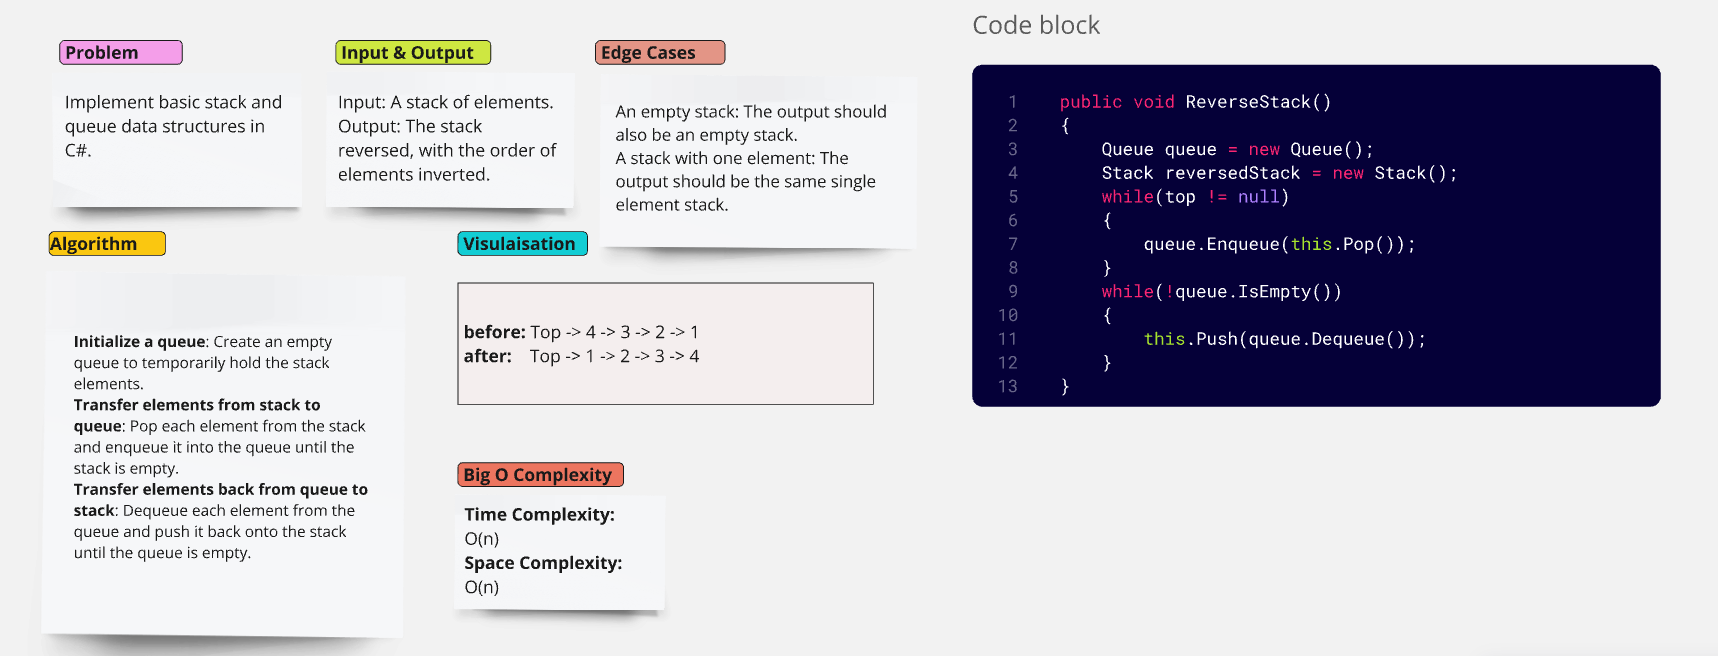 Problem
Implement basic stack and
queue data structures in
C#.
Input & Output
Input: A stack of elements.
Output: The stack
reversed, with the order of
elements inverted.
Edge Cases
An empty stack: The output should
also be an empty stack.
A stack with one element: The
output should be the same single
element stack.
Algorithm
Initialize a queue: Create an empty
queue to temporarily hold the stack
elements.
Transfer elements from stack to
queue: Pop each element from the stack
and enqueue it into the queue until the
stack is empty.
Transfer elements back from queue to
stack: Dequeue each element from the
queue and push it back onto the stack
until the queue is empty.
Visulaisation
before: Top -> 4 -> 3 -> 2 -> 1
after: Top -> 1 -> 2 -> 3 -> 4
Big O Complexity
Time Complexity:
O(n)
Space Complexity:
O(n)
Code block
1 public void ReverseStack()
2 {
3 Queue queue = new Queue();
4 Stack reversedStack = new Stack();
5 while(top != null)
6 {
7 queue.Enqueue(this.Pop());
8 }
9 while(!queue.IsEmpty())
10 {
11 this.Push(queue.Dequeue());
12 }
13 }